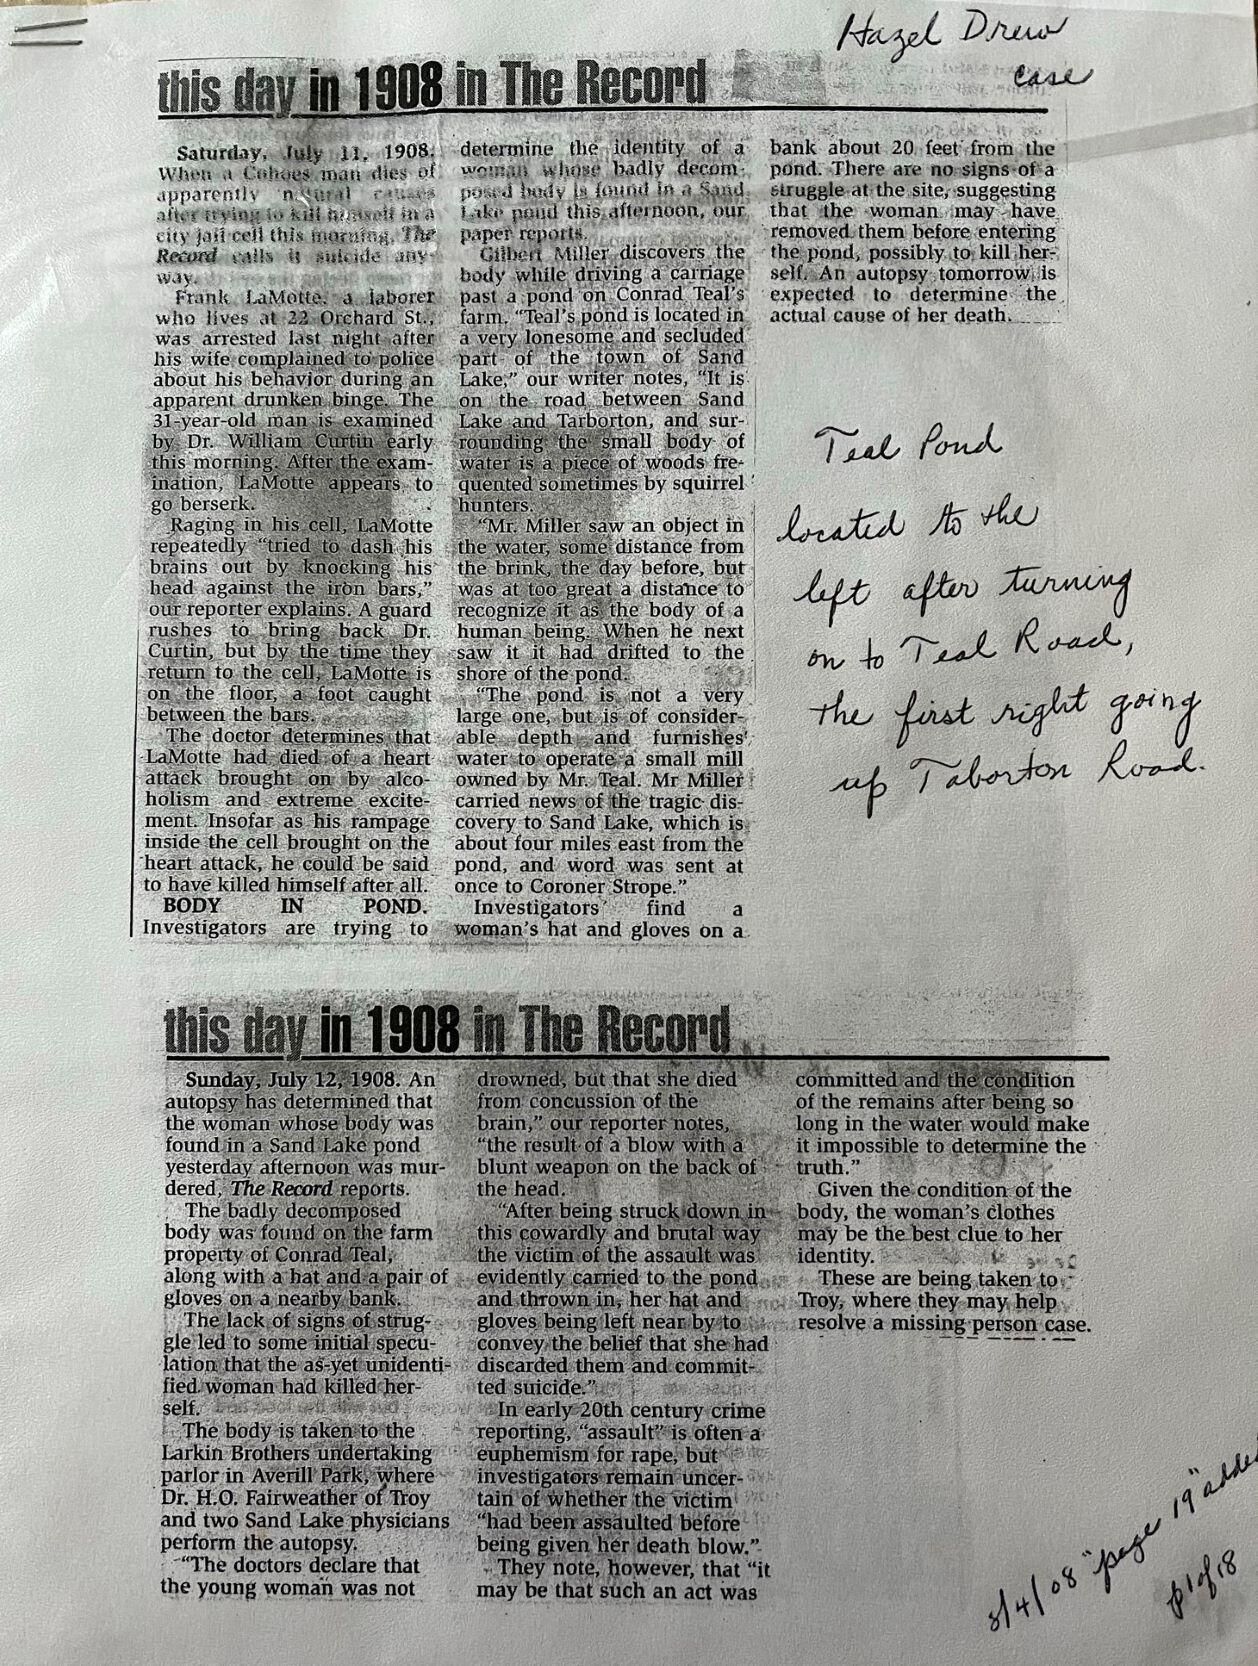 Hazel Drew
case
this day in 1908 in The Record
Saturday, July 11, 1908.
When a Cohoes man dies of
apparently natural causes
after trying to kill himself in a
city jail cell this morning, The
Record calls it suicide any-
way.
Frank LaMotte, a laborer
who lives at 22 Orchard St.,
was arrested last night after
his wife complained to police
about his behavior during an
apparent drunken binge. The
31-year-old man is examined
by Dr. William Curtin early
this morning. After the exam-
ination, LaMotte appears to
go berserk.
Raging in his cell, LaMotte
repeatedly “tried to dash his
brains out by knocking his
head against the iron bars,”
our reporter explains. A guard
rushes to bring back Dr.
Curtin, but by the time they
return to the cell, LaMotte is
on the floor, a foot caught
between the bars.
The doctor determines that
LaMotte had died of a heart
attack brought on by alco-
holism and extreme excite-
ment. Insofar as his rampage
inside the cell brought on the
heart attack, he could be said
to have killed himself after all.
BODY IN POND.
Investigators are trying to
determine the identity of a
woman whose badly decom-
posed body is found in a Sand
Lake pond this afternoon, our
paper reports.
Gilbert Miller discovers the
body while driving a carriage
past a pond on Conrad Teal’s
farm. “Teal’s pond is located in
a very lonesome and secluded
part of the town of Sand
Lake,” our writer notes, “It is
on the road between Sand
Lake and Tarborton, and sur-
rounding the small body of
water is a piece of woods fre-
quented sometimes by squirrel
hunters.
“Mr. Miller saw an object in
the water, some distance from
the brink, the day before, but
was at too great a distance to
recognize it as the body of a
human being. When he next
saw it it had drifted to the
shore of the pond.
“The pond is not a very
large one, but is of consider-
able depth and furnishes
water to operate a small mill
owned by Mr. Teal. Mr Miller
carried news of the tragic dis-
covery to Sand Lake, which is
about four miles east from the
pond, and word was sent at
once to Coroner Strope.”
Investigators find a
woman’s hat and gloves on a
bank about 20 feet from the
pond. There are no signs of a
struggle at the site, suggesting
that the woman may have
removed them before entering
the pond, possibly to kill her-
self. An autopsy tomorrow is
expected to determine the
actual cause of her death.
Teal Pond
located to the
left after turning
on to Teal Road,
the first right going
up Taborton Road.
this day in 1908 in The Record
Sunday, July 12, 1908. An
autopsy has determined that
the woman whose body was
found in a Sand Lake pond
yesterday afternoon was mur-
dered, The Record reports.
The badly decomposed
body was found on the farm
property of Conrad Teal,
along with a hat and a pair of
gloves on a nearby bank.
The lack of signs of strug-
gle led to some initial specu-
lation that the as-yet unidenti-
fied woman had killed her-
self.
The body is taken to the
Larkin Brothers undertaking
parlor in Averill Park, where
Dr. H.O. Fairweather of Troy
and two Sand Lake physicians
perform the autopsy.
“The doctors declare that
the young woman was not
drowned, but that she died
from concussion of the
brain,” our reporter notes,
“the result of a blow with a
blunt weapon on the back of
the head.
“After being struck down in
this cowardly and brutal way
the victim of the assault was
evidently carried to the pond
and thrown in, her hat and
gloves being left near by to
convey the belief that she had
discarded them and commit-
ted suicide.”
In early 20th century crime
reporting, “assault” is often a
euphemism for rape, but
investigators remain uncer-
tain of whether the victim
“had been assaulted before
being given her death blow.”
They note, however, that “it
may be that such an act was
committed and the condition
of the remains after being so
long in the water would make
it impossible to determine the
truth.”
Given the condition of the
body, the woman’s clothes
may be the best clue to her
identity.
These are being taken to
Troy, where they may help
resolve a missing person case.
8/4/08 "page 19" added
p 1 of 18